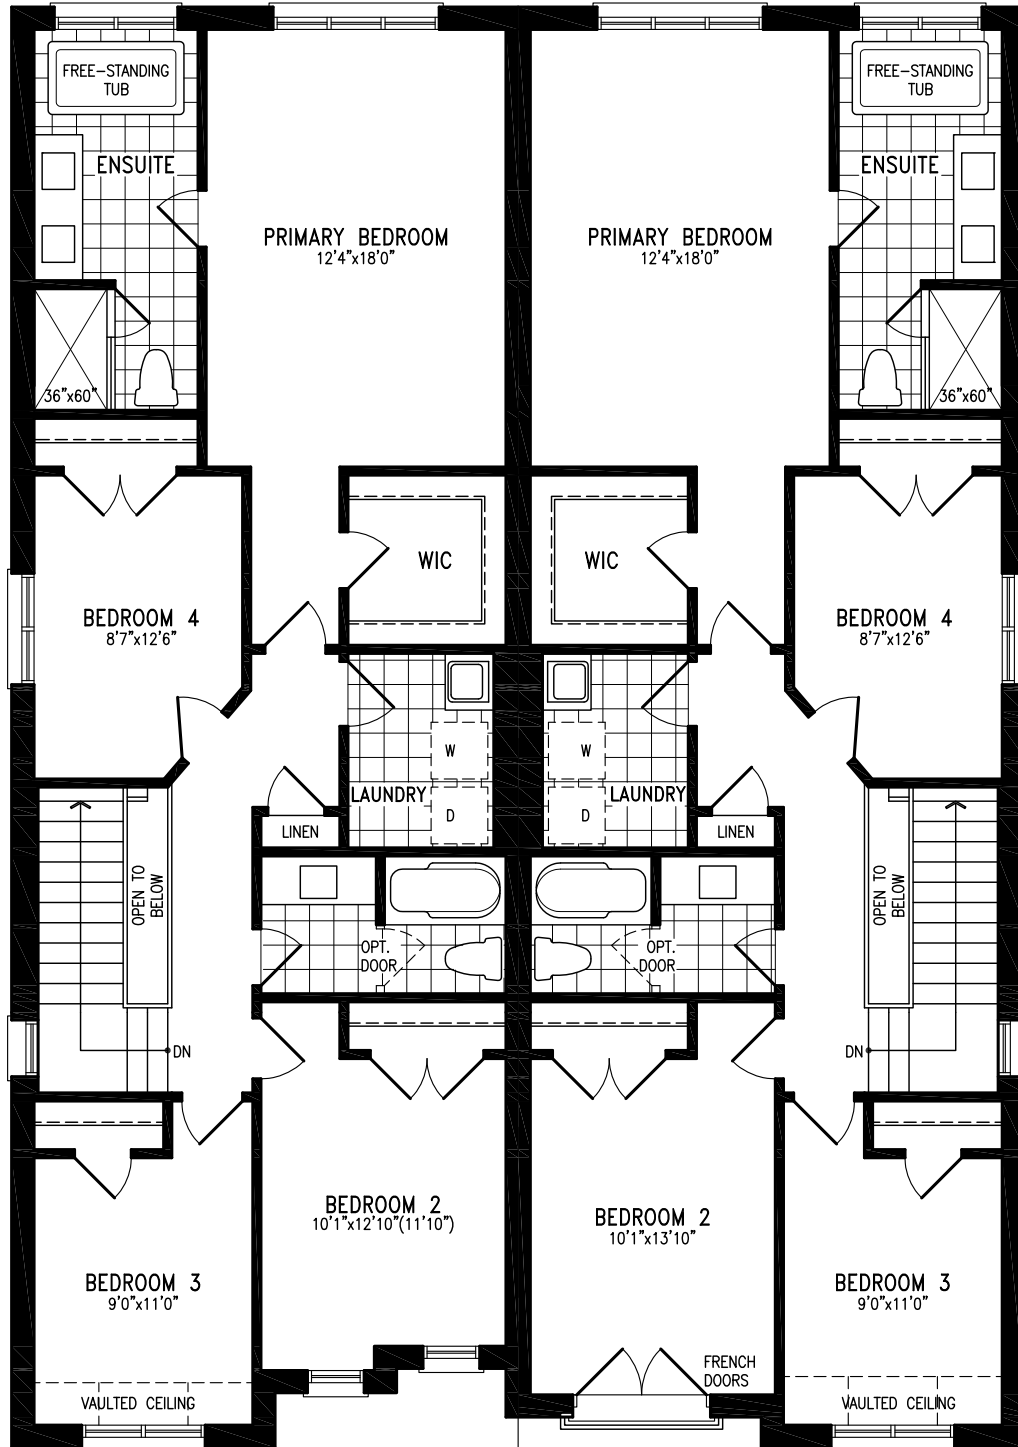 FREE-STANDING
TUB
FREE-STANDING
TUB
ENSUITE
ENSUITE
PRIMARY BEDROOM
12'4"x18'0"
PRIMARY BEDROOM
12'4"x18'0"
36"x60"
36"x60"
WIC
WIC
BEDROOM 4
8'7"x12'6"
BEDROOM 4
8'7"x12'6"
W
W
LAUNDRY
LAUNDRY
D
D
LINEN
LINEN
OPEN TO
BELOW
OPEN TO
BELOW
OPT.
DOOR
OPT.
DOOR
DN
DN
BEDROOM 2
10'1"x12'10"(11'10")
BEDROOM 2
10'1"x13'10"
BEDROOM 3
9'0"x11'0"
BEDROOM 3
9'0"x11'0"
FRENCH
DOORS
VAULTED CEILING
VAULTED CEILING